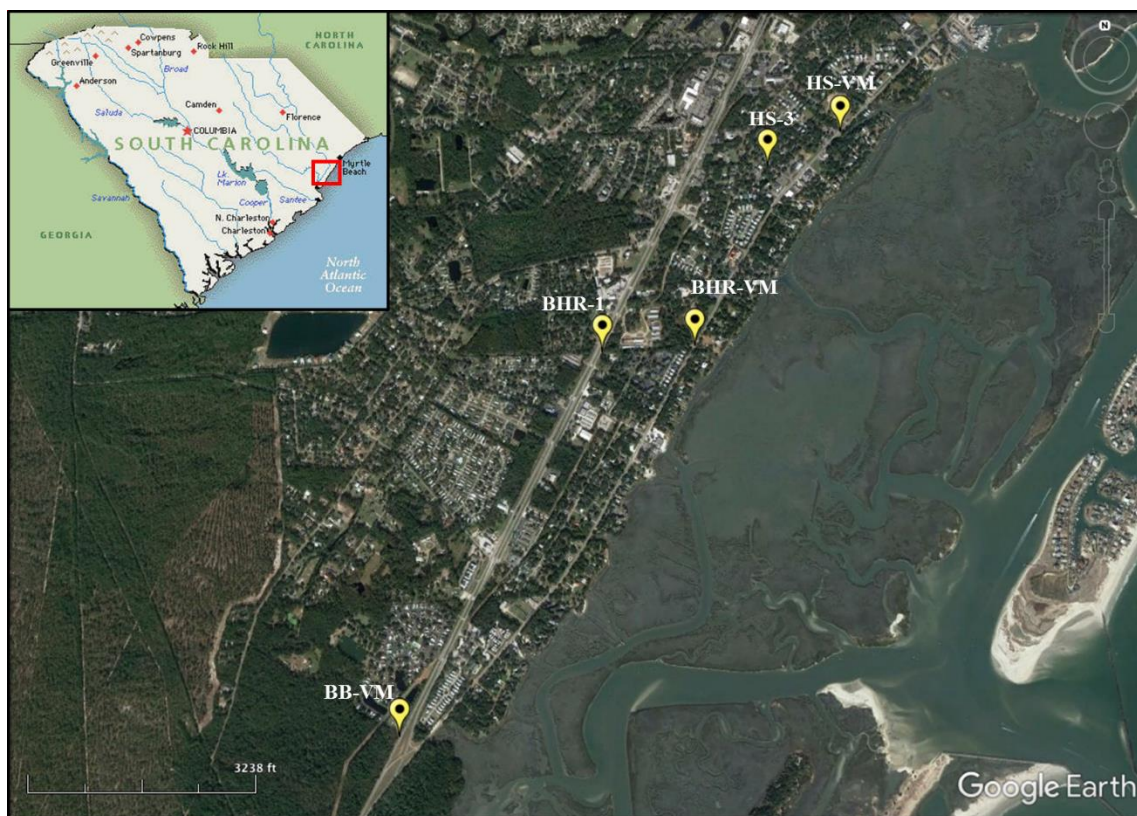 NORTH
CAROLINA
Cowpens
Spartanburg
Rock Hill
Greenville
Broad
Anderson
Camden
Florence
Saluda
COLUMBIA
SOUTH CAROLINA
Myrtle
Beach
Lk.
Marion
Savannah
Cooper
Santee
N. Charleston
Charleston
GEORGIA
North
Atlantic
Ocean
N
HS-VM
HS-3
BHR-VM
BHR-1
BB-VM
3238 ft
Google Earth